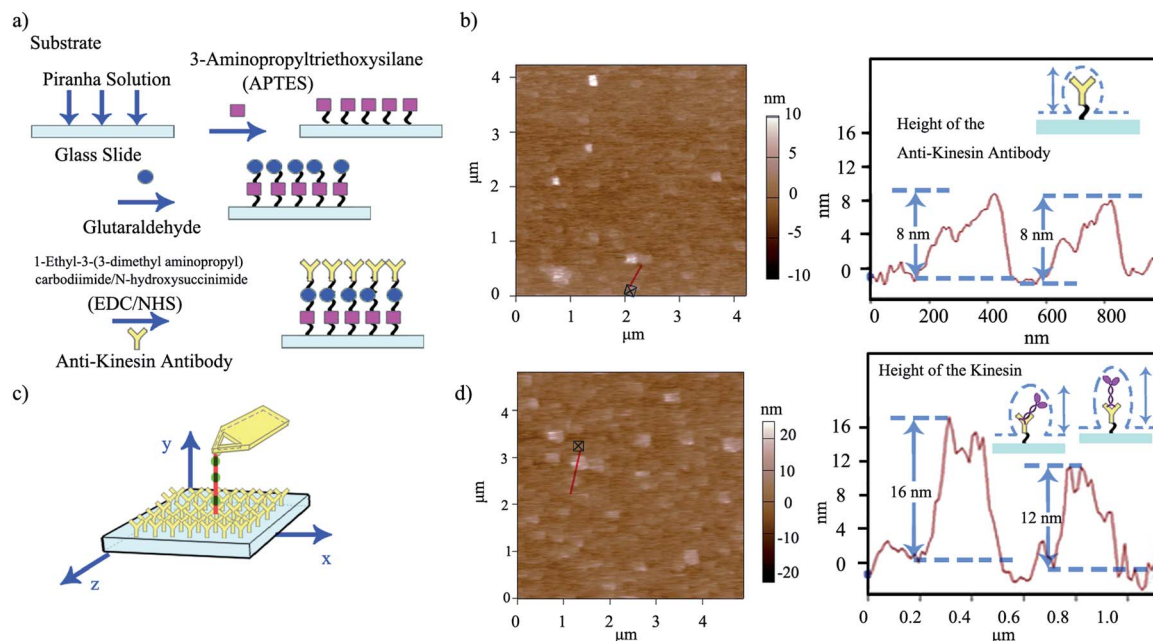 a)
Substrate
Piranha Solution
3-Aminopropyltriethoxysilane
(APTES)
Glass Slide
Glutaraldehyde
1-Ethyl-3-(3-dimethyl aminopropyl)
carbodiimide/N-hydroxysuccinimide
(EDC/NHS)
Anti-Kinesin Antibody
b)
4
3
2
1
0
μm
0
1
2
3
4
μm
nm
10
5
0
-5
-10
Height of the
Anti-Kinesin Antibody
16
12
8
4
0
nm
8 nm
8 nm
0
200
400
600
800
nm
c)
y
x
z
d)
4
3
2
1
0
μm
0
1
2
3
4
μm
nm
20
10
0
-10
-20
Height of the Kinesin
16
12
8
4
0
nm
16 nm
12 nm
0
0.2
0.4
0.6
0.8
1.0
μm